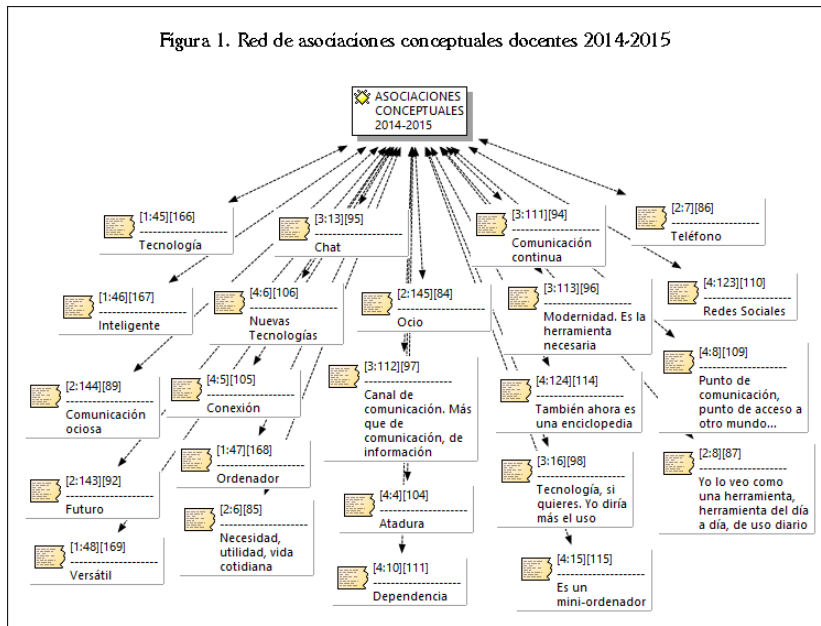 Figura 1. Red de asociaciones conceptuales docentes 2014-2015
ASOCIACIONES
CONCEPTUALES
2014-2015
[1:45][166]
Tecnología
[3:13][95]
Chat
[3:111][94]
Comunicación
continua
[2:7][86]
Teléfono
[1:46][167]
Inteligente
[4:6][106]
Nuevas
Tecnologías
[2:145][84]
Ocio
[3:113][96]
Modernidad. Es la
herramienta
necesaria
[4:123][110]
Redes Sociales
[2:144][89]
Comunicación
ociosa
[4:5][105]
Conexión
[3:112][97]
Canal de
comunicación. Más
que de
comunicación, de
información
[4:124][114]
También ahora es
una enciclopedia
[4:8][109]
Punto de
comunicación,
punto de acceso a
otro mundo...
[2:143][92]
Futuro
[1:47][168]
Ordenador
[3:16][98]
Tecnología, si
quieres. Yo diría
más el uso
[2:8][87]
Yo lo veo como
una herramienta,
herramienta del día
a día, de uso diario
[1:48][169]
Versátil
[2:6][85]
Necesidad,
utilidad, vida
cotidiana
[4:4][104]
Atadura
[4:10][111]
Dependencia
[4:15][115]
Es un
mini-ordenador